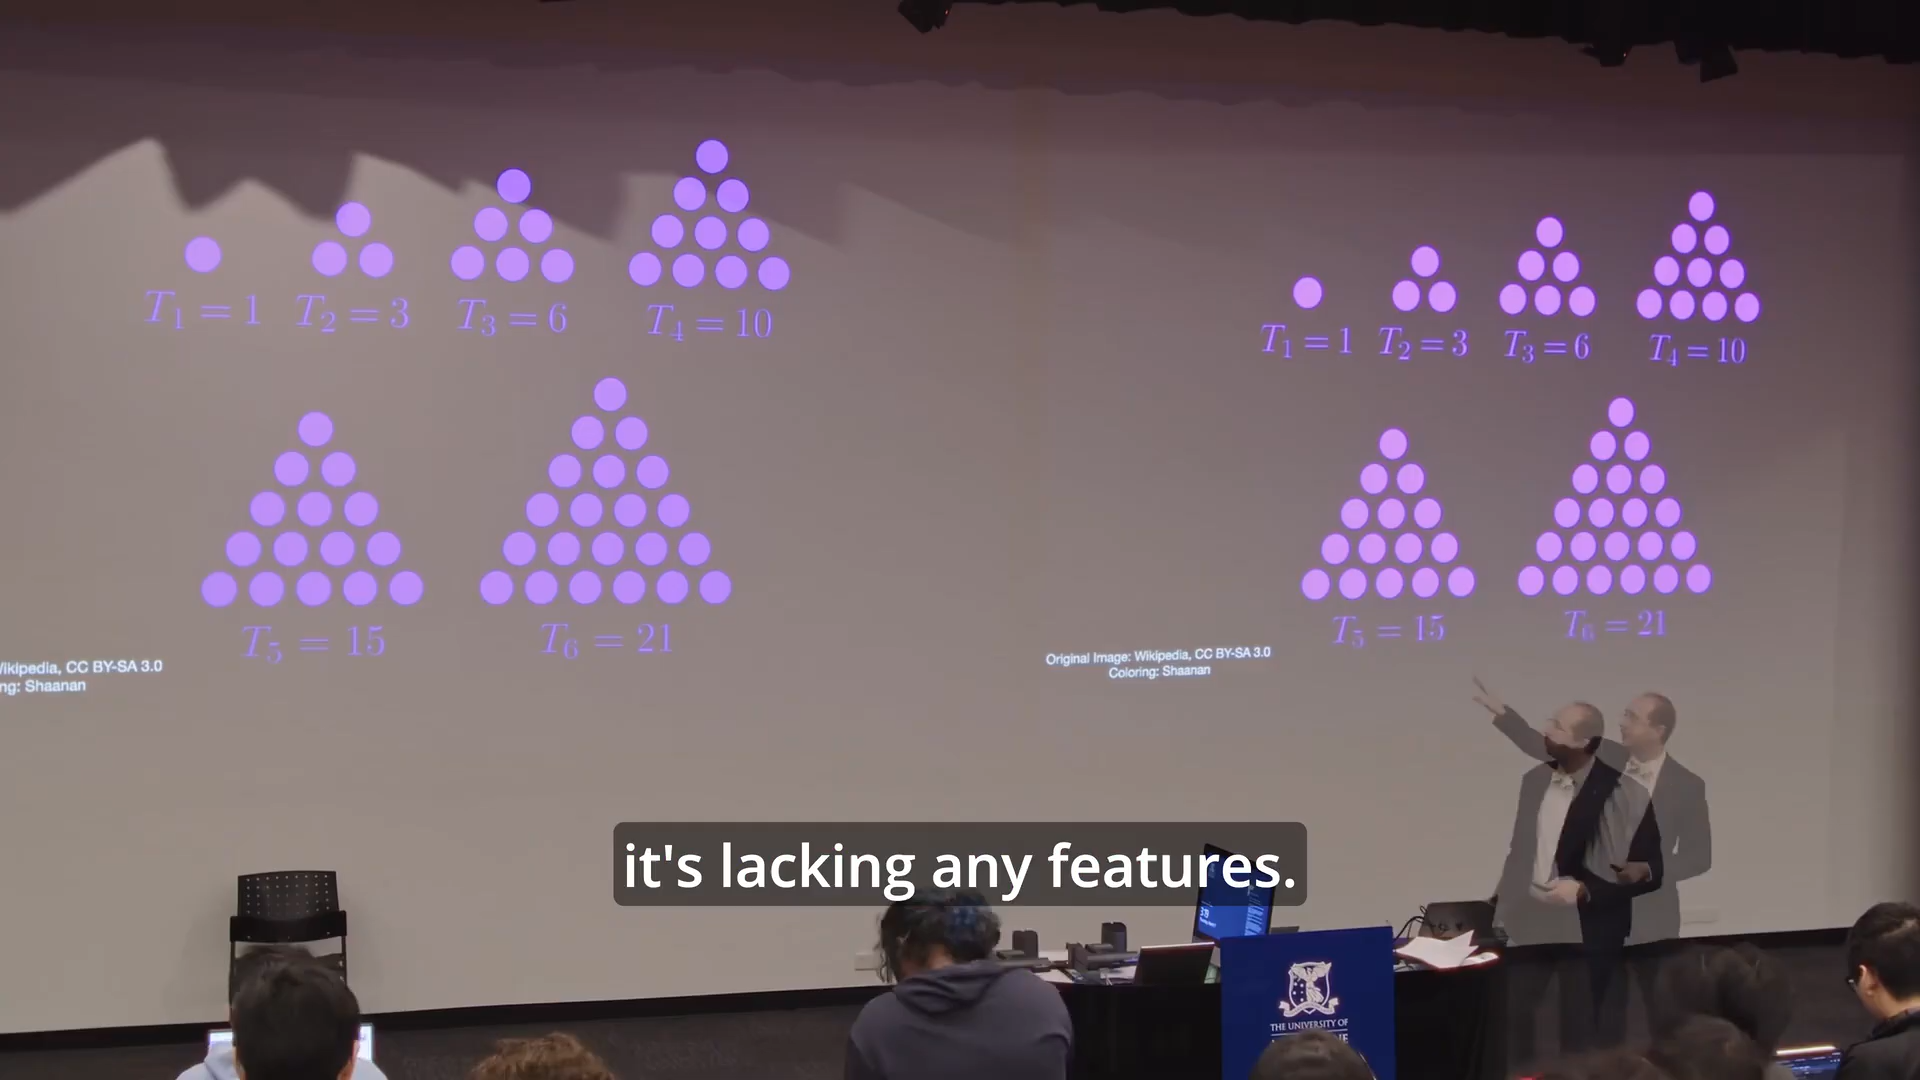 T₁ = 1 T₂ = 3 T₃ = 6 T₄ = 10
T₅ = 15 T₆ = 21
Wikipedia, CC BY-SA 3.0
ng: Shaanan
T₁ = 1 T₂ = 3 T₃ = 6 T₄ = 10
T₅ = 15 T₆ = 21
Original Image: Wikipedia, CC BY-SA 3.0
Coloring: Shaanan
it's lacking any features.
THE UNIVERSITY OF